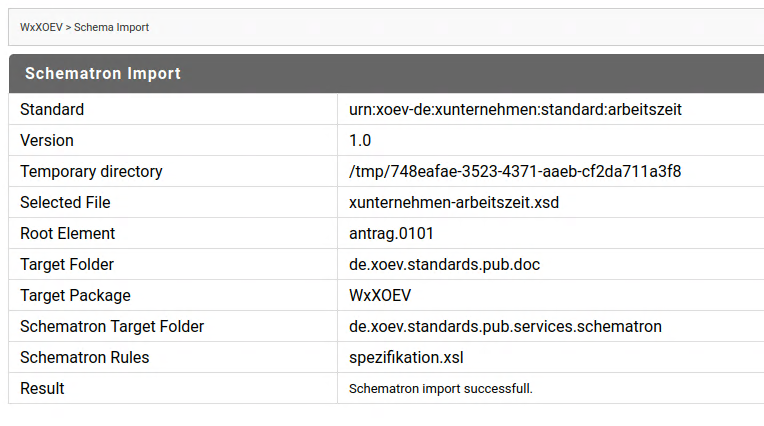 WxXOEV > Schema Import
Schematron Import
Standard urn:xoev-de:xunternehmen:standard:arbeitszeit
Version 1.0
Temporary directory /tmp/748eafae-3523-4371-aaeb-cf2da711a3f8
Selected File xunternehmen-arbeitszeit.xsd
Root Element antrag.0101
Target Folder de.xoev.standards.pub.doc
Target Package WxXOEV
Schematron Target Folder de.xoev.standards.pub.services.schematron
Schematron Rules spezifikation.xsl
Result Schematron import successfull.